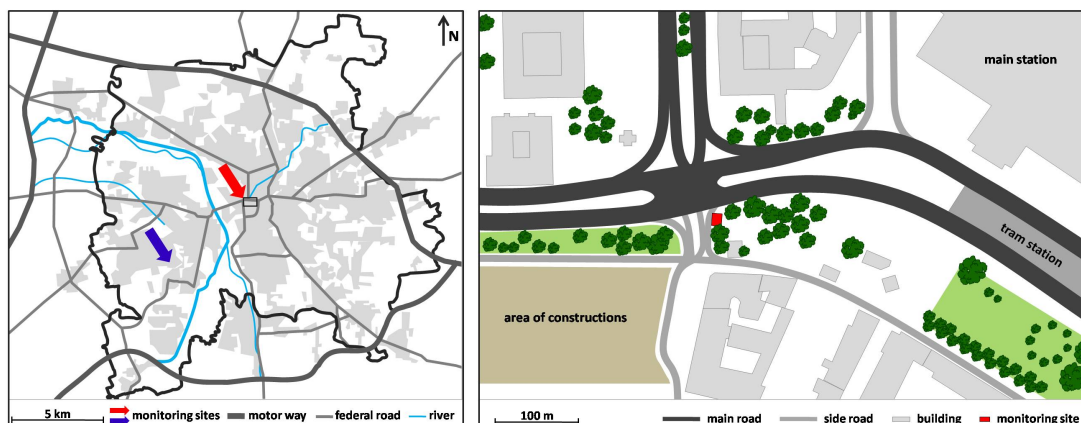 N
5 km
monitoring sites
motor way
federal road
river
main station
tram station
area of constructions
100 m
main road
side road
building
monitoring site